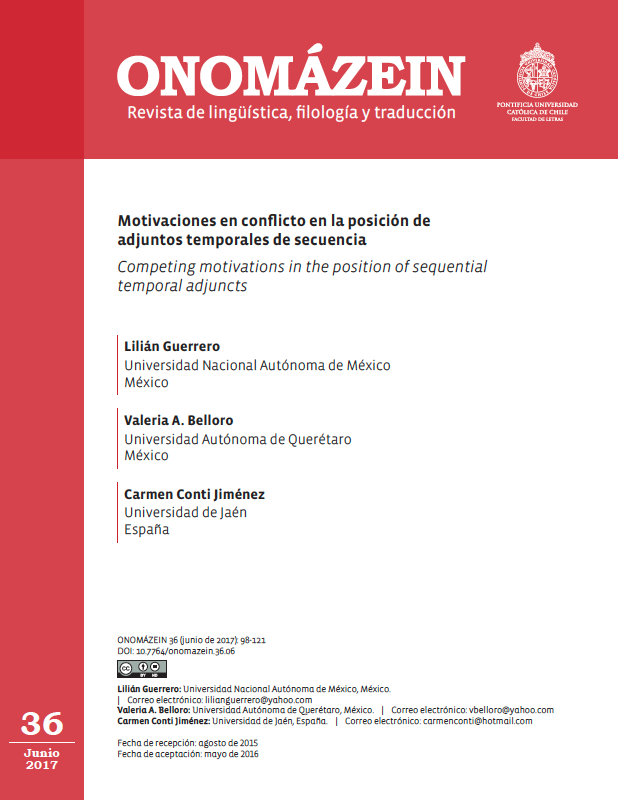 ONOMÁZEIN
Revista de lingüística, filología y traducción
PONTIFICIA UNIVERSIDAD
CATÓLICA DE CHILE
FACULTAD DE LETRAS
Motivaciones en conflicto en la posición de
adjuntos temporales de secuencia
Competing motivations in the position of sequential
temporal adjuncts
Lilián Guerrero
Universidad Nacional Autónoma de México
México
Valeria A. Belloro
Universidad Autónoma de Querétaro
México
Carmen Conti Jiménez
Universidad de Jaén
España
ONOMÁZEIN 36 (junio de 2017): 98-121
DOI: 10.7764/onomazein.36.06
cc BY ND
Lilián Guerrero: Universidad Nacional Autónoma de México, México.
| Correo electrónico: lilianguerrero@yahoo.com
Valeria A. Belloro: Universidad Autónoma de Querétaro, México. | Correo electrónico: vbelloro@yahoo.com
Carmen Conti Jiménez: Universidad de Jaén, España. | Correo electrónico: carmenconti@hotmail.com
Fecha de recepción: agosto de 2015
Fecha de aceptación: mayo de 2016
36
Junio
2017